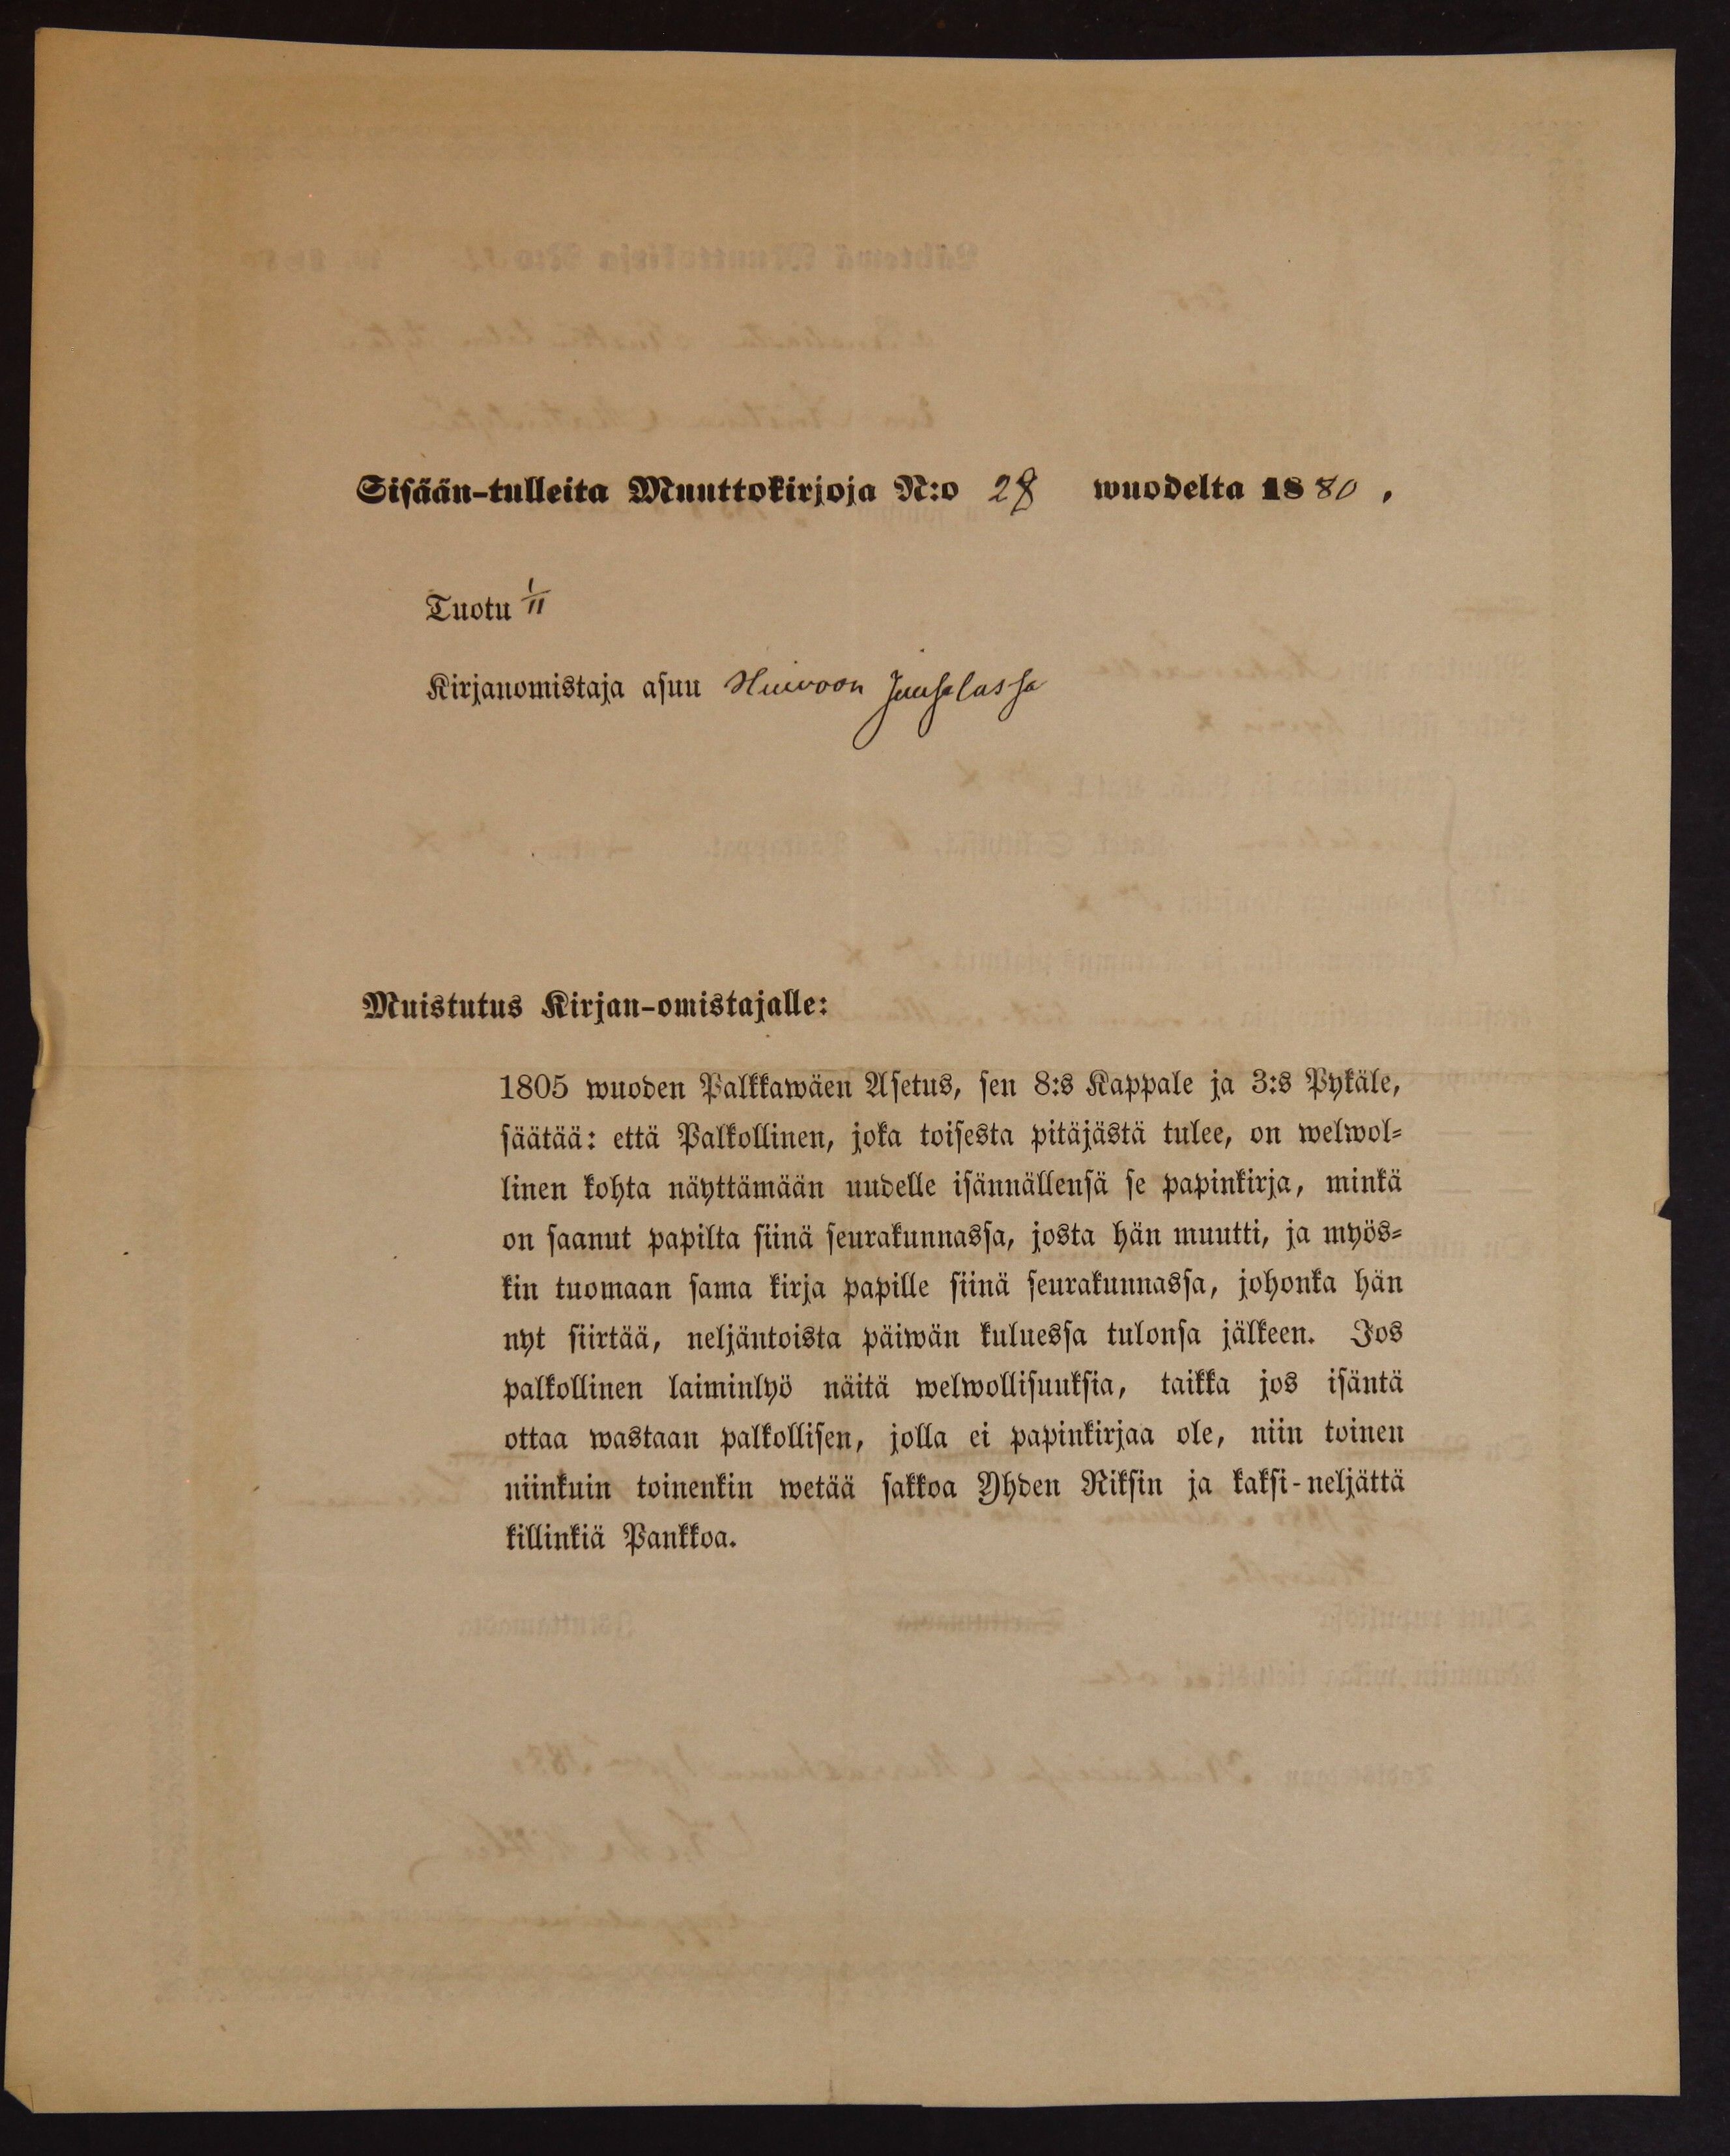 Sisään-tulleita Muuttokirjoja N:o 28 wuodelta 1880.
Tuotu 1/11
Kirjanomistaja asuu Huiwoon Juusalassa
Muistutus Kirjan-omistajalle:
1805 wuoden Palkkawäen Asetus, sen 8:s Kappale ja 3:s Pykäle,
säätää: että Palkollinen, joka toisesta pitäjästä tulee, on welwol-
linen kohta näyttämään uudelle isännällensä se papinkirja, minkä
on saanut papilta siinä seurakunnassa, josta hän muutti, ja myös-
kin tuomaan sama kirja papille siinä seurakunnassa, johonka hän
nyt siirtää, neljäntoista päiwän kuluessa tulonsa jälkeen. Jos
palkollinen laiminlyö näitä welwollisuuksia, taikka jos isäntä
ottaa wastaan palkollisen, jolla ei papinkirjaa ole, niin toinen
niinkuin toinenkin wetää sakkoa Yhden Riksin ja kaksi-neljättä
killinkiä Pankkoa.